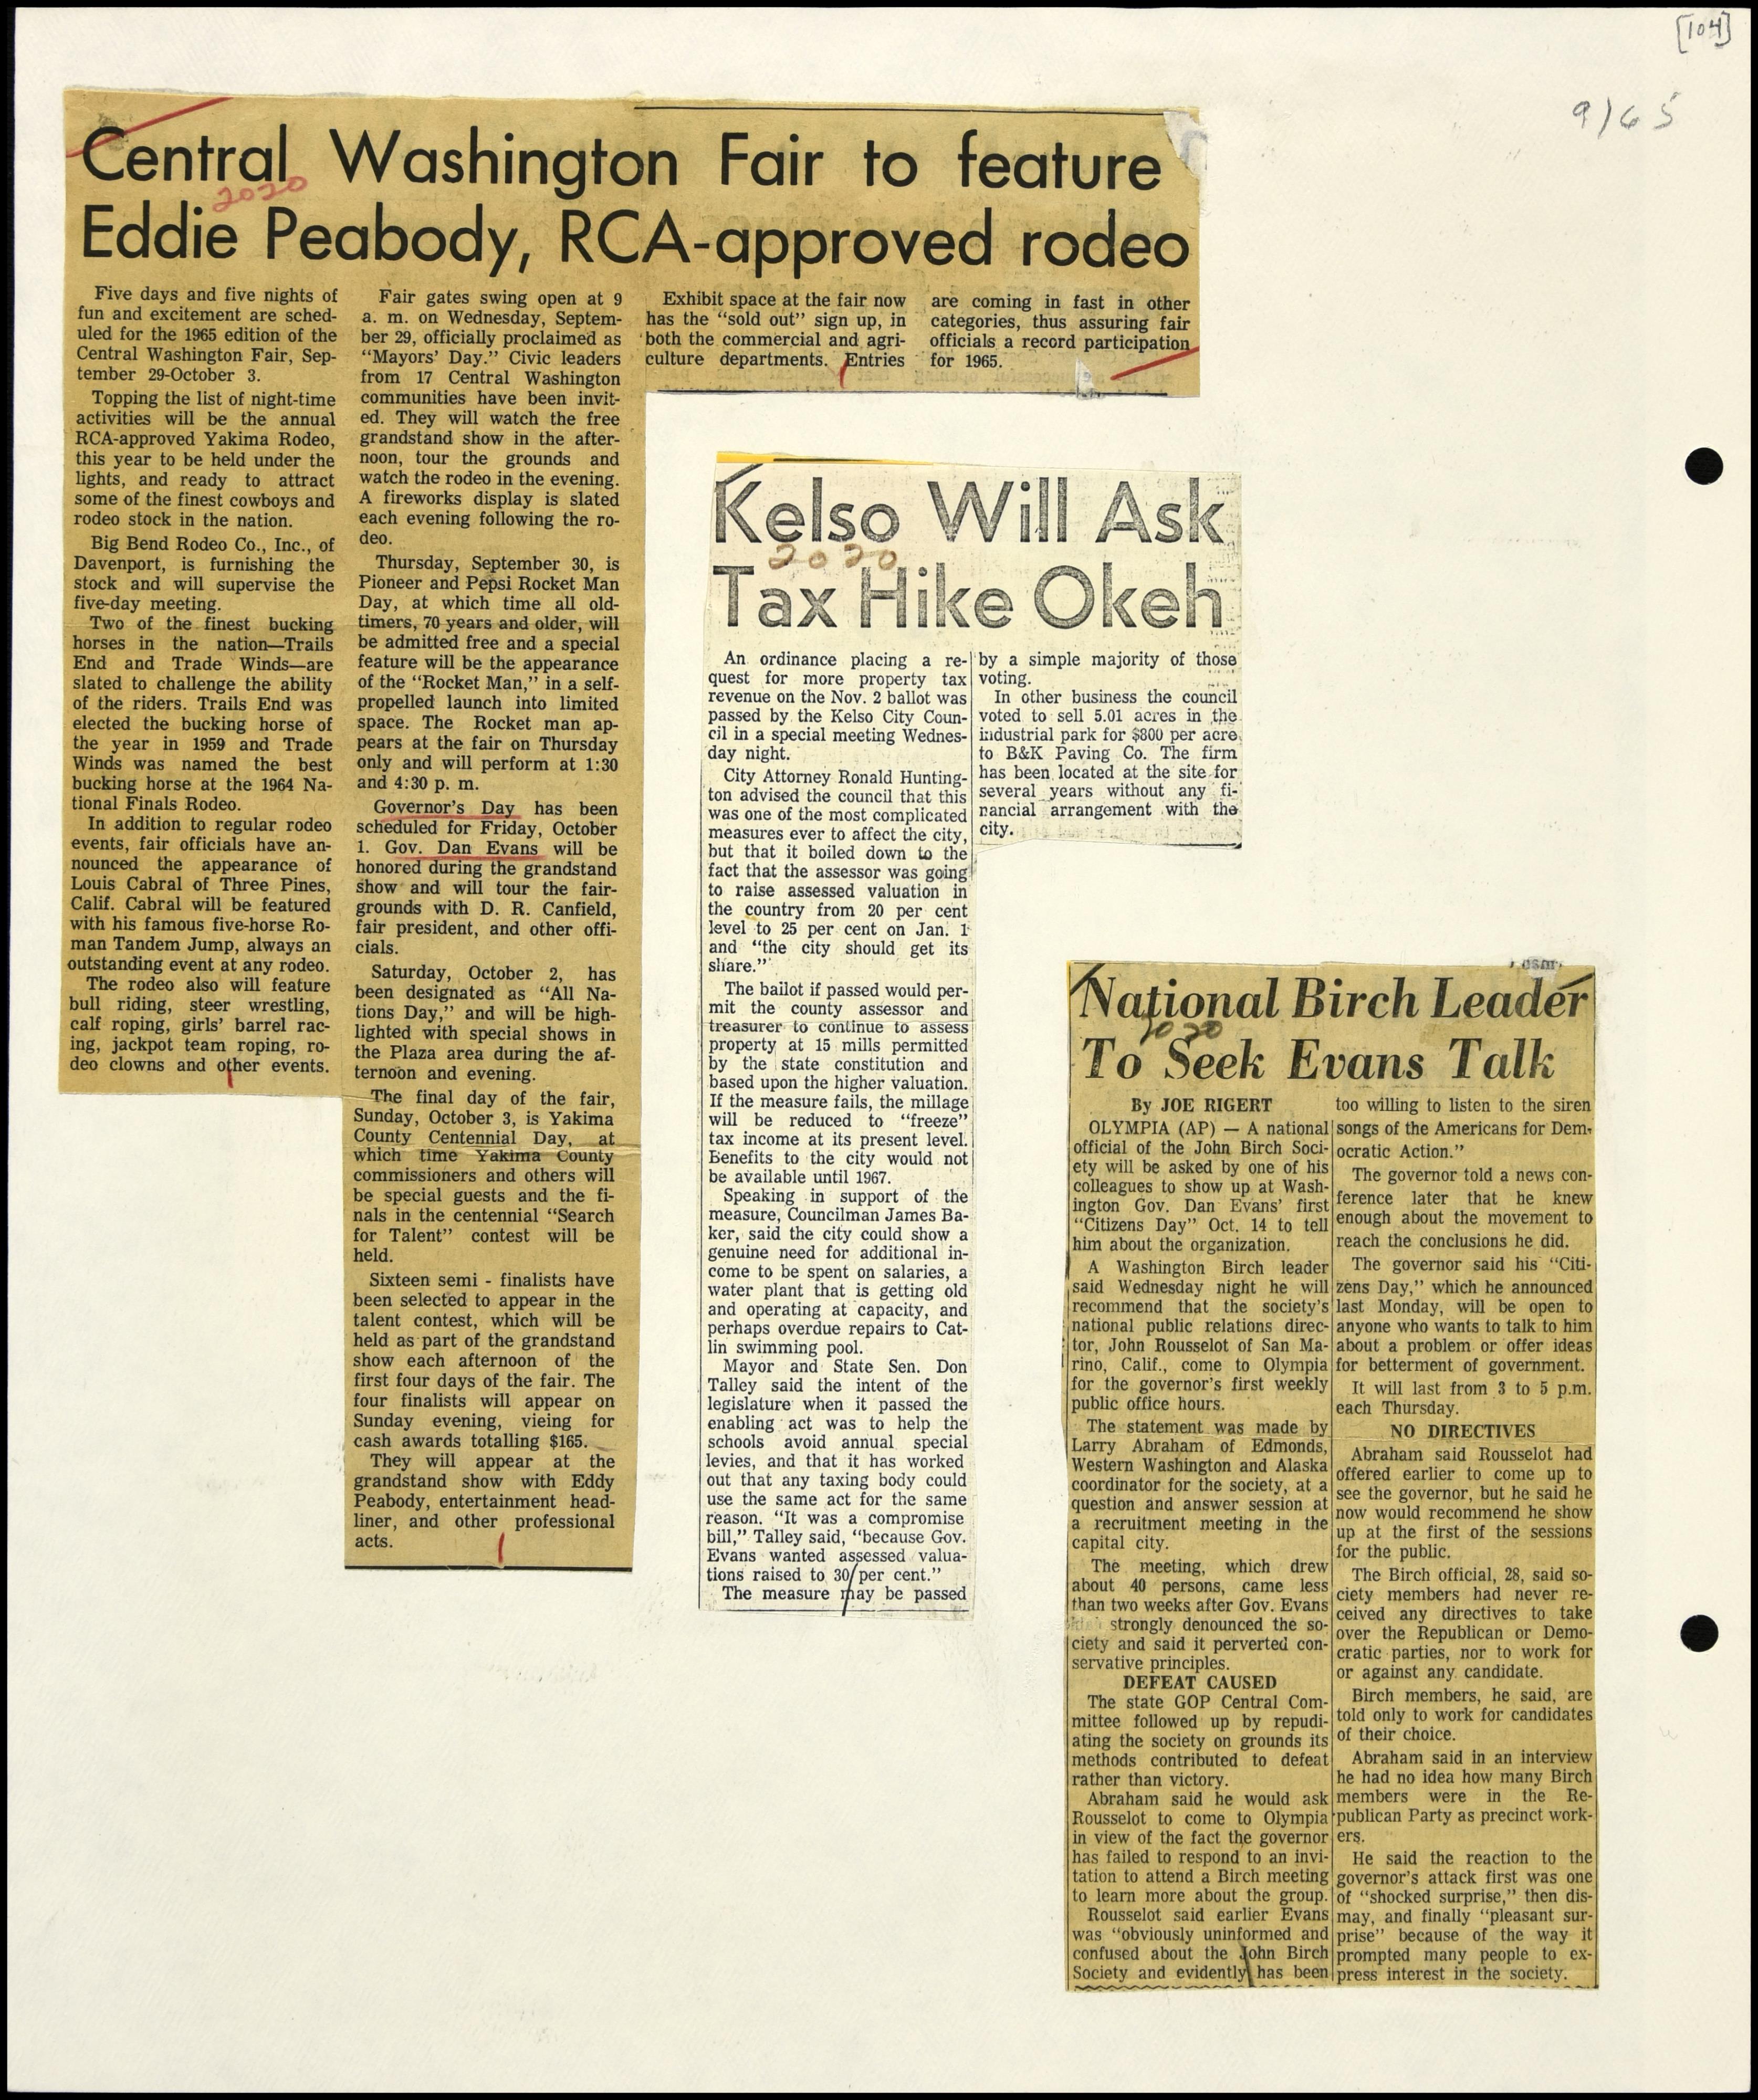 [104]
9/65
Central Washington Fair to feature
2020
Eddie Peabody, RCA-approved rodeo
Five days and five nights of
fun and excitement are sched-
uled for the 1965 edition of the
Central Washington Fair, Sep-
tember 29-October 3.
Topping the list of night-time
activities will be the annual
RCA-approved Yakima Rodeo,
this year to be held under the
lights, and ready to attract
some of the finest cowboys and
rodeo stock in the nation.
Big Bend Rodeo Co., Inc., of
Davenport, is furnishing the
stock and will supervise the
five-day meeting.
Two of the finest bucking
horses in the nation—Trails
End and Trade Winds—are
slated to challenge the ability
of the riders. Trails End was
elected the bucking horse of
the year in 1959 and Trade
Winds was named the best
bucking horse at the 1964 Na-
tional Finals Rodeo.
In addition to regular rodeo
events, fair officials have an-
nounced the appearance of
Louis Cabral of Three Pines,
Calif. Cabral will be featured
with his famous five-horse Ro-
man Tandem Jump, always an
outstanding event at any rodeo.
The rodeo also will feature
bull riding, steer wrestling,
calf roping, girls' barrel rac-
ing, jackpot team roping, ro-
deo clowns and other events.
Fair gates swing open at 9
a. m. on Wednesday, Septem-
ber 29, officially proclaimed as
"Mayors' Day." Civic leaders
from 17 Central Washington
communities have been invit-
ed. They will watch the free
grandstand show in the after-
noon, tour the grounds and
watch the rodeo in the evening.
A fireworks display is slated
each evening following the ro-
deo.
Thursday, September 30, is
Pioneer and Pepsi Rocket Man
Day, at which time all old-
timers, 70 years and older, will
be admitted free and a special
feature will be the appearance
of the "Rocket Man," in a self-
propelled launch into limited
space. The Rocket man ap-
pears at the fair on Thursday
only and will perform at 1:30
and 4:30 p. m.
Governor's Day has been
scheduled for Friday, October
1. Gov. Dan Evans will be
honored during the grandstand
show and will tour the fair-
grounds with D. R. Canfield,
fair president, and other offi-
cials.
Saturday, October 2, has
been designated as "All Na-
tions Day," and will be high-
lighted with special shows in
the Plaza area during the af-
ternoon and evening.
The final day of the fair,
Sunday, October 3, is Yakima
County Centennial Day, at
which time Yakima County
commissioners and others will
be special guests and the fi-
nals in the centennial "Search
for Talent" contest will be
held.
Sixteen semi - finalists have
been selected to appear in the
talent contest, which will be
held as part of the grandstand
show each afternoon of the
first four days of the fair. The
four finalists will appear on
Sunday evening, vieing for
cash awards totalling $165.
They will appear at the
grandstand show with Eddy
Peabody, entertainment head-
liner, and other professional
acts.
Exhibit space at the fair now
has the "sold out" sign up, in
both the commercial and agri-
culture departments. Entries
are coming in fast in other
categories, thus assuring fair
officials a record participation
for 1965.
Kelso Will Ask
2020
Tax Hike Okeh
An ordinance placing a re-
quest for more property tax
revenue on the Nov. 2 ballot was
passed by the Kelso City Coun-
cil in a special meeting Wednes-
day night.
City Attorney Ronald Hunting-
ton advised the council that this
was one of the most complicated
measures ever to affect the city,
but that it boiled down to the
fact that the assessor was going
to raise assessed valuation in
the country from 20 per cent
level to 25 per cent on Jan. 1
and "the city should get its
share."
The bailot if passed would per-
mit the county assessor and
treasurer to continue to assess
property at 15 mills permitted
by the state constitution and
based upon the higher valuation.
If the measure fails, the millage
will be reduced to "freeze"
tax income at its present level.
Benefits to the city would not
be available until 1967.
Speaking in support of the
measure, Councilman James Ba-
ker, said the city could show a
genuine need for additional in-
come to be spent on salaries, a
water plant that is getting old
and operating at capacity, and
perhaps overdue repairs to Cat-
lin swimming pool.
Mayor and State Sen. Don
Talley said the intent of the
legislature when it passed the
enabling act was to help the
schools avoid annual special
levies, and that it has worked
out that any taxing body could
use the same act for the same
reason. "It was a compromise
bill," Talley said, "because Gov.
Evans wanted assessed valua-
tions raised to 30 per cent."
The measure may be passed
by a simple majority of those
voting.
In other business the council
voted to sell 5.01 acres in the
industrial park for $800 per acre
to B&K Paving Co. The firm
has been located at the site for
several years without any fi-
nancial arrangement with the
city.
National Birch Leader
2020
To Seek Evans Talk
By JOE RIGERT
OLYMPIA (AP) — A national
official of the John Birch Soci-
ety will be asked by one of his
colleagues to show up at Wash-
ington Gov. Dan Evans' first
"Citizens Day" Oct. 14 to tell
him about the organization.
A Washington Birch leader
said Wednesday night he will
recommend that the society's
national public relations direc-
tor, John Rousselot of San Ma-
rino, Calif., come to Olympia
for the governor's first weekly
public office hours.
The statement was made by
Larry Abraham of Edmonds,
Western Washington and Alaska
coordinator for the society, at a
question and answer session at
a recruitment meeting in the
capital city.
The meeting, which drew
about 40 persons, came less
than two weeks after Gov. Evans
strongly denounced the so-
ciety and said it perverted con-
servative principles.
DEFEAT CAUSED
The state GOP Central Com-
mittee followed up by repudi-
ating the society on grounds its
methods contributed to defeat
rather than victory.
Abraham said he would ask
Rousselot to come to Olympia
in view of the fact the governor
has failed to respond to an invi-
tation to attend a Birch meeting
to learn more about the group.
Rousselot said earlier Evans
was "obviously uninformed and
confused about the John Birch
Society and evidently has been
too willing to listen to the siren
songs of the Americans for Dem-
ocratic Action."
The governor told a news con-
ference later that he knew
enough about the movement to
reach the conclusions he did.
The governor said his "Citi-
zens Day," which he announced
last Monday, will be open to
anyone who wants to talk to him
about a problem or offer ideas
for betterment of government.
It will last from 3 to 5 p.m.
each Thursday.
NO DIRECTIVES
Abraham said Rousselot had
offered earlier to come up to
see the governor, but he said he
now would recommend he show
up at the first of the sessions
for the public.
The Birch official, 28, said so-
ciety members had never re-
ceived any directives to take
over the Republican or Demo-
cratic parties, nor to work for
or against any candidate.
Birch members, he said, are
told only to work for candidates
of their choice.
Abraham said in an interview
he had no idea how many Birch
members were in the Re-
publican Party as precinct work-
ers.
He said the reaction to the
governor's attack first was one
of "shocked surprise," then dis-
may, and finally "pleasant sur-
prise" because of the way it
prompted many people to ex-
press interest in the society.